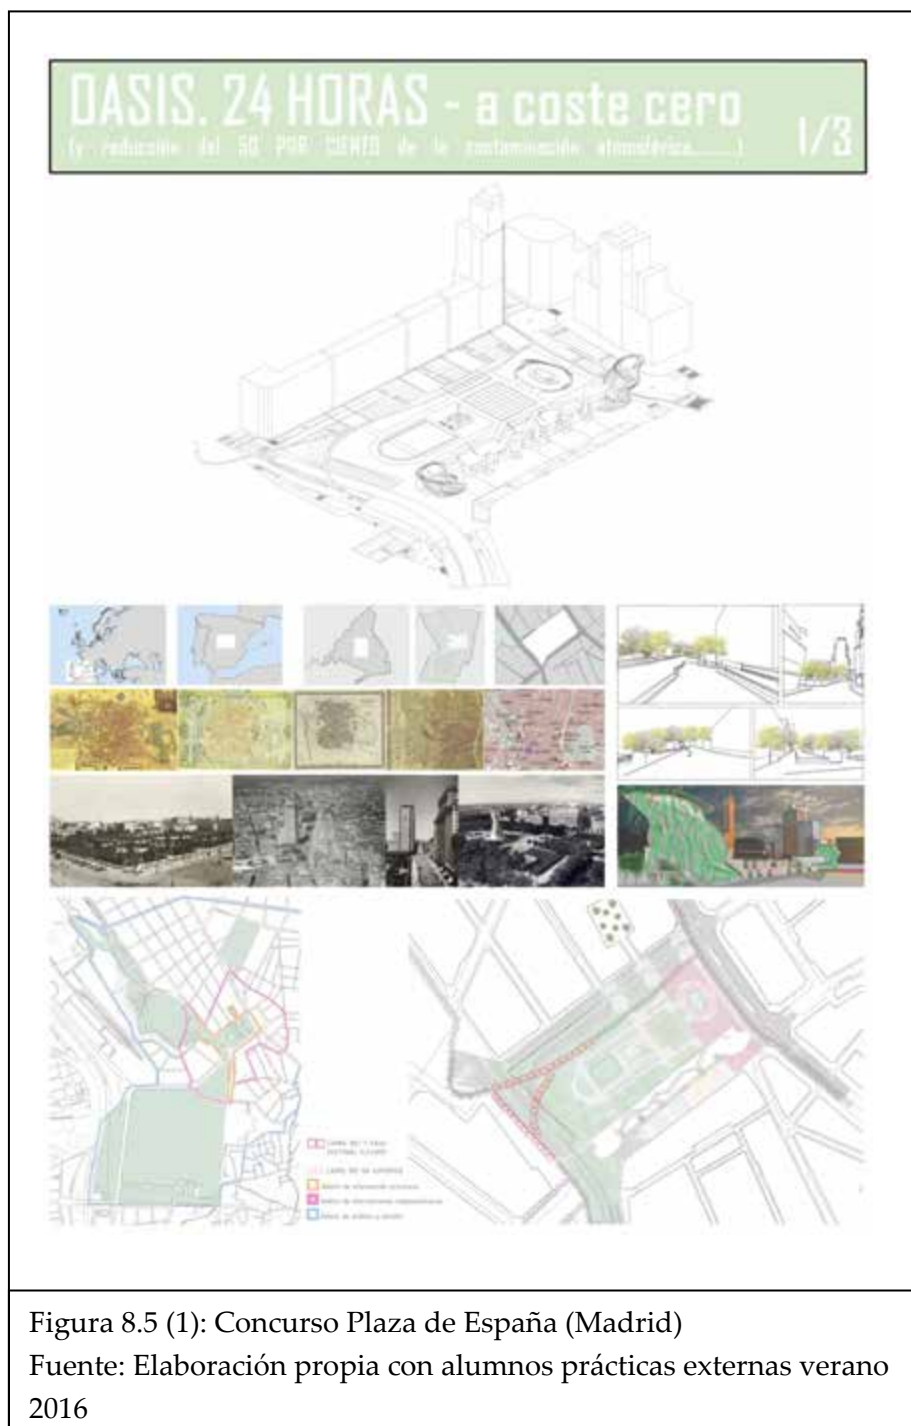 OASIS. 24 HORAS - a coste cero
(y reducción del 50 POR CIENTO de la contaminación atmosférica.........)
1/3
Figura 8.5 (1): Concurso Plaza de España (Madrid)
Fuente: Elaboración propia con alumnos prácticas externas verano
2016